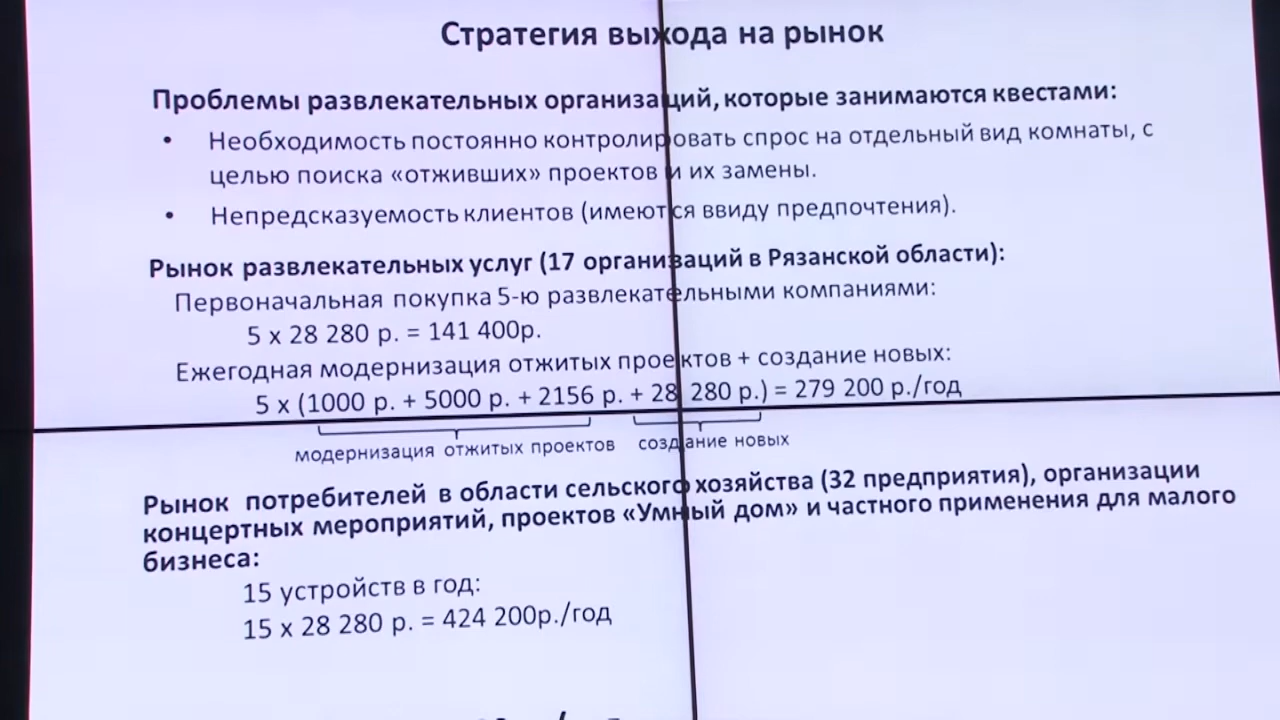 Стратегия выхода на рынок
Проблемы развлекательных организаций, которые занимаются квестами:
• Необходимость постоянно контролировать спрос на отдельный вид комнаты, с
целью поиска «отживших» проектов и их замены.
• Непредсказуемость клиентов (имеются ввиду предпочтения).
Рынок развлекательных услуг (17 организаций в Рязанской области):
Первоначальная покупка 5-ю развлекательными компаниями:
5 x 28 280 р. = 141 400р.
Ежегодная модернизация отжитых проектов + создание новых:
5 x (1000 р. + 5000 р. + 2156 р. + 28 280 р.) = 279 200 р./год
модернизация отжитых проектов создание новых
Рынок потребителей в области сельского хозяйства (32 предприятия), организации
концертных мероприятий, проектов «Умный дом» и частного применения для малого
бизнеса:
15 устройств в год:
15 x 28 280 р. = 424 200р./год